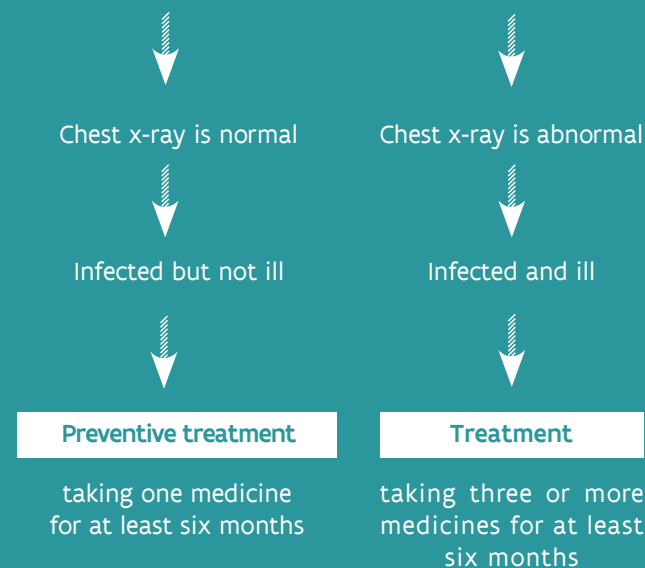 Chest x-ray is normal
Infected but not ill
Preventive treatment
taking one medicine
for at least six months
Chest x-ray is abnormal
Infected and ill
Treatment
taking three or more
medicines for at least
six months